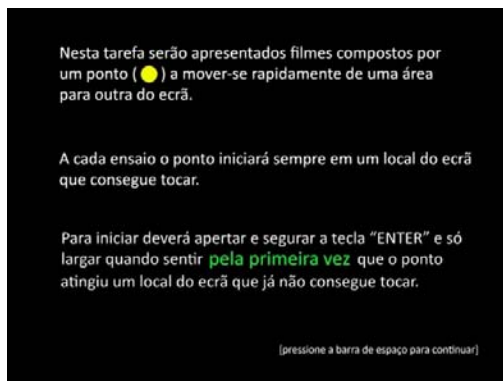 Nesta tarefa serão apresentados filmes compostos por
um ponto ( ) a mover-se rapidamente de uma área
para outra do ecrã.
A cada ensaio o ponto iniciará sempre em um local do ecrã
que consegue tocar.
Para iniciar deverá apertar e segurar a tecla “ENTER” e só
largar quando sentir pela primeira vez que o ponto
atingiu um local do ecrã que já não consegue tocar.
[pressione a barra de espaço para continuar]